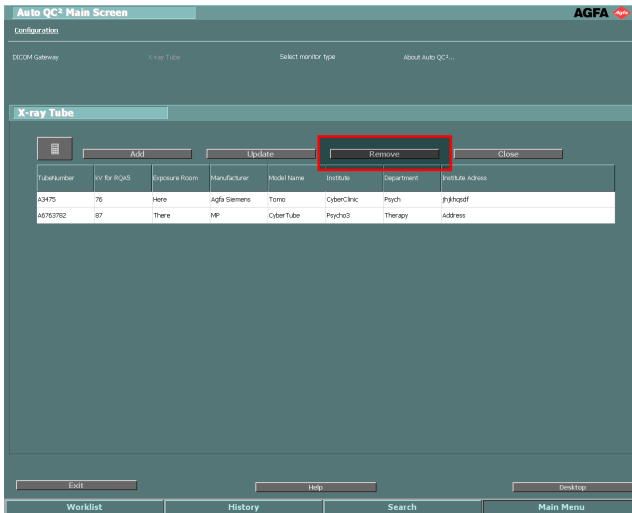 Auto QC² Main Screen
AGFA Agfa
Configuration
DICOM Gateway X-ray Tube Select monitor type About Auto QC²...
X-ray Tube
Add Update Remove Close
TubeNumber kV for RQA5 Exposure Room Manufacturer Model Name Institute Department Institute Adress
A3475 76 Here Agfa Siemens Tomo CyberClinic Psych jhjkhqsdf
A6763782 87 There MP CyberTube Psycho3 Therapy Address
Exit Help Desktop
Worklist History Search Main Menu